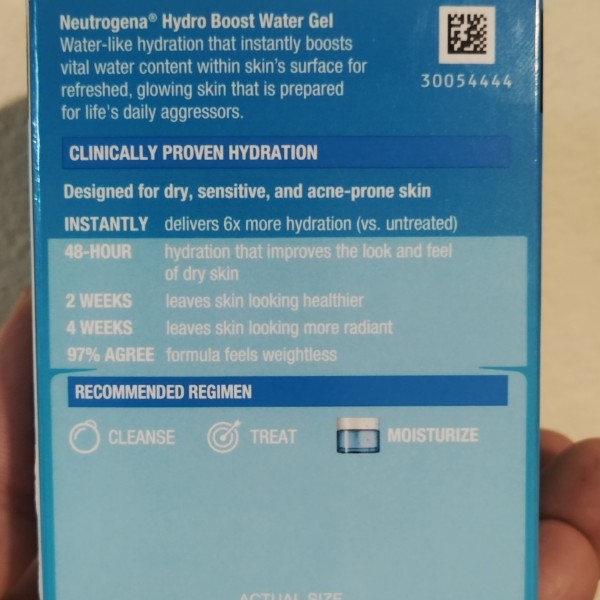 Neutrogena® Hydro Boost Water Gel
Water-like hydration that instantly boosts
vital water content within skin's surface for
refreshed, glowing skin that is prepared
for life's daily aggressors.
30054444
CLINICALLY PROVEN HYDRATION
Designed for dry, sensitive, and acne-prone skin
INSTANTLY delivers 6x more hydration (vs. untreated)
48-HOUR hydration that improves the look and feel
of dry skin
2 WEEKS leaves skin looking healthier
4 WEEKS leaves skin looking more radiant
97% AGREE formula feels weightless
RECOMMENDED REGIMEN
CLEANSE TREAT MOISTURIZE
ACTUAL SIZE